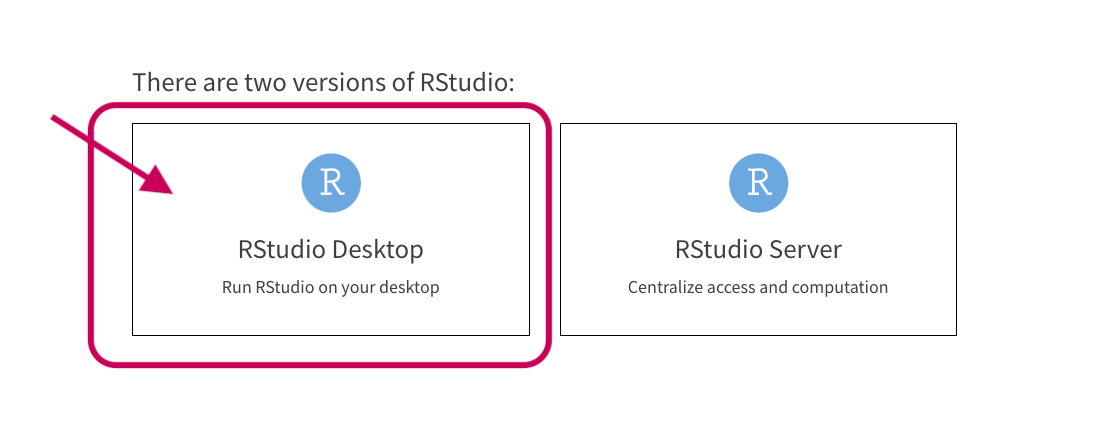 There are two versions of RStudio:
R
RStudio Desktop
Run RStudio on your desktop
R
RStudio Server
Centralize access and computation